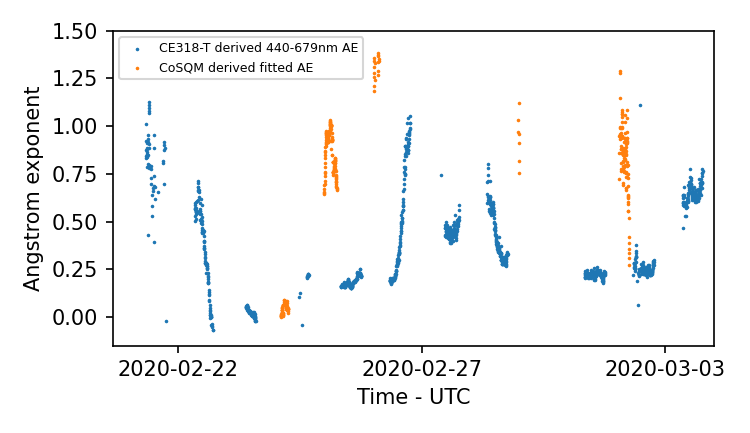 CE318-T derived 440-679nm AE
CoSQM derived fitted AE
Angstrom exponent
1.50
1.25
1.00
0.75
0.50
0.25
0.00
2020-02-22
2020-02-27
2020-03-03
Time - UTC